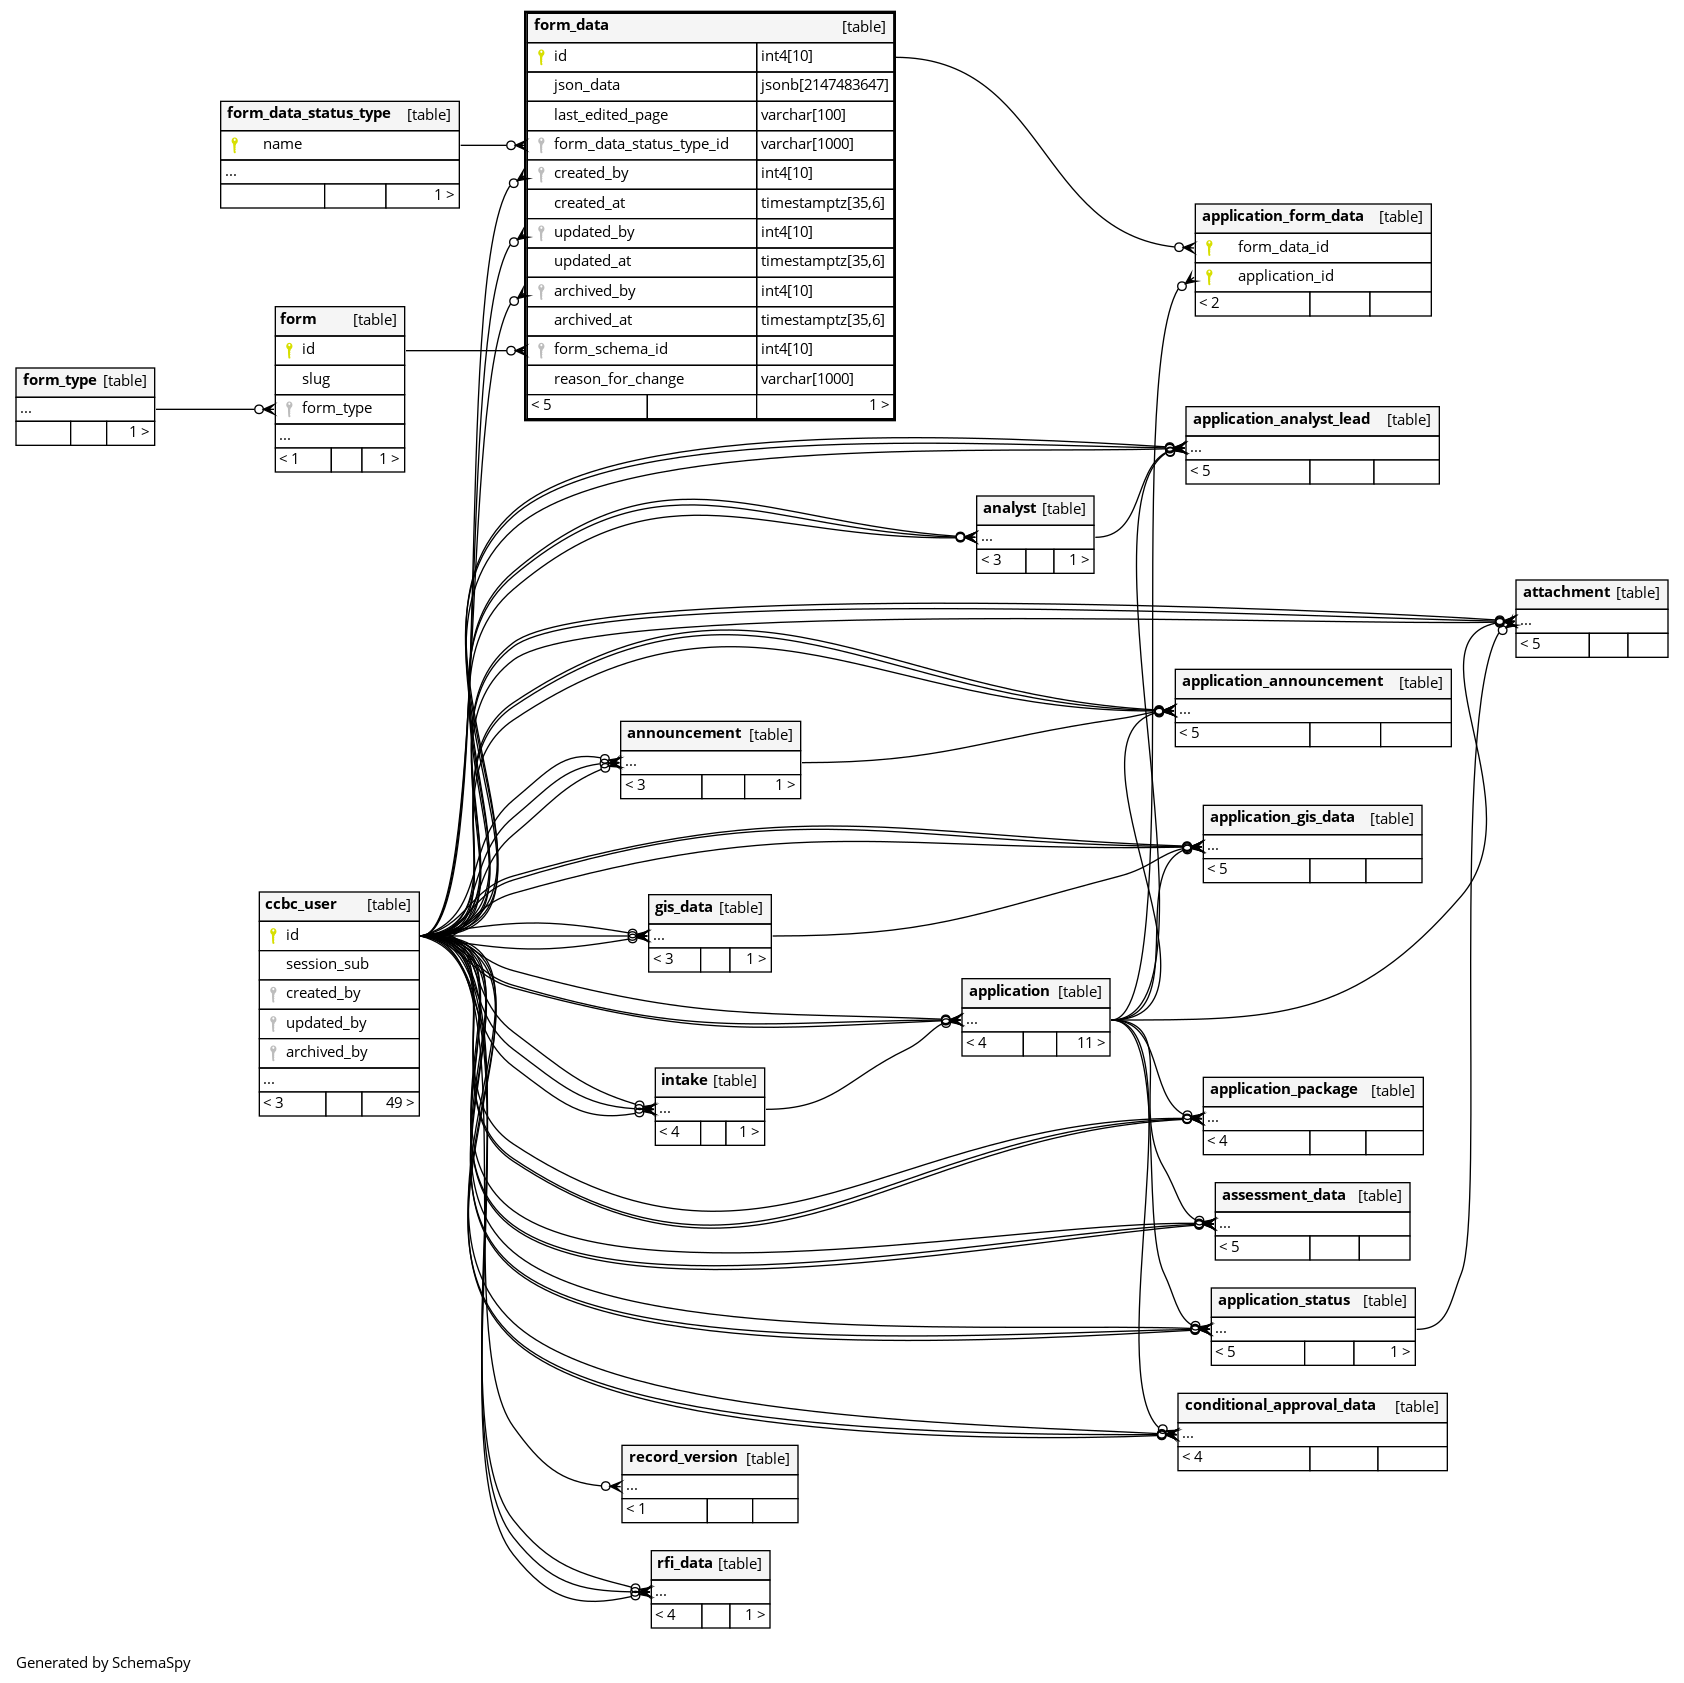 form_data [table]
id int4[10]
json_data jsonb[2147483647]
last_edited_page varchar[100]
form_data_status_type_id varchar[1000]
created_by int4[10]
created_at timestamptz[35,6]
updated_by int4[10]
updated_at timestamptz[35,6]
archived_by int4[10]
archived_at timestamptz[35,6]
form_schema_id int4[10]
reason_for_change varchar[1000]
< 5 1 >
form_data_status_type [table]
name
...
1 >
application_form_data [table]
form_data_id
application_id
< 2
form [table]
id
slug
form_type
...
< 1 1 >
form_type [table]
...
1 >
application_analyst_lead [table]
...
< 5
analyst [table]
...
< 3 1 >
attachment [table]
...
< 5
application_announcement [table]
...
< 5
announcement [table]
...
< 3 1 >
application_gis_data [table]
...
< 5
ccbc_user [table]
id
session_sub
created_by
updated_by
archived_by
...
< 3 49 >
gis_data [table]
...
< 3 1 >
application [table]
...
< 4 11 >
intake [table]
...
< 4 1 >
application_package [table]
...
< 4
assessment_data [table]
...
< 5
application_status [table]
...
< 5 1 >
conditional_approval_data [table]
...
< 4
record_version [table]
...
< 1
rfi_data [table]
...
< 4 1 >
Generated by SchemaSpy